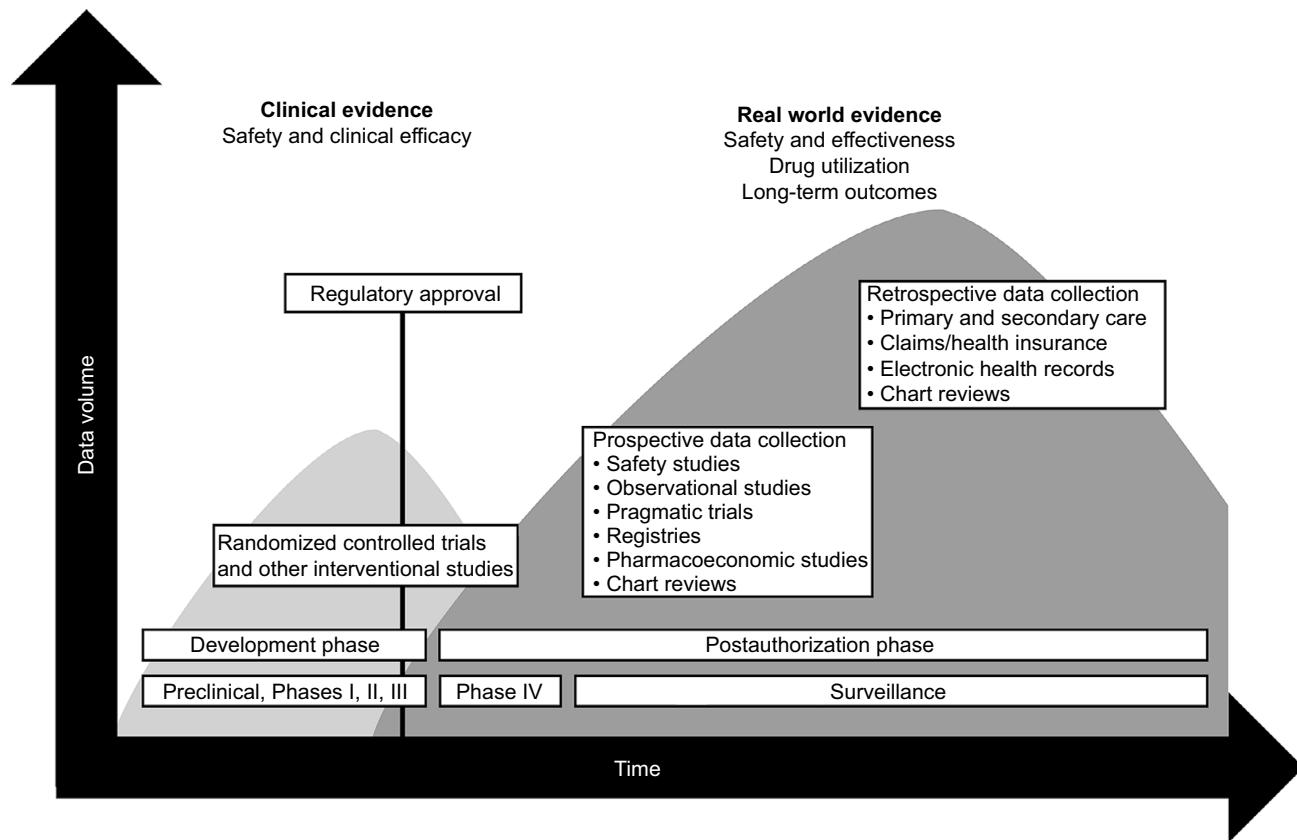 Clinical evidence
Safety and clinical efficacy
Real world evidence
Safety and effectiveness
Drug utilization
Long-term outcomes
Regulatory approval
Retrospective data collection
• Primary and secondary care
• Claims/health insurance
• Electronic health records
• Chart reviews
Data volume
Prospective data collection
• Safety studies
• Observational studies
• Pragmatic trials
• Registries
• Pharmacoeconomic studies
• Chart reviews
Randomized controlled trials
and other interventional studies
Development phase
Postauthorization phase
Preclinical, Phases I, II, III
Phase IV
Surveillance
Time